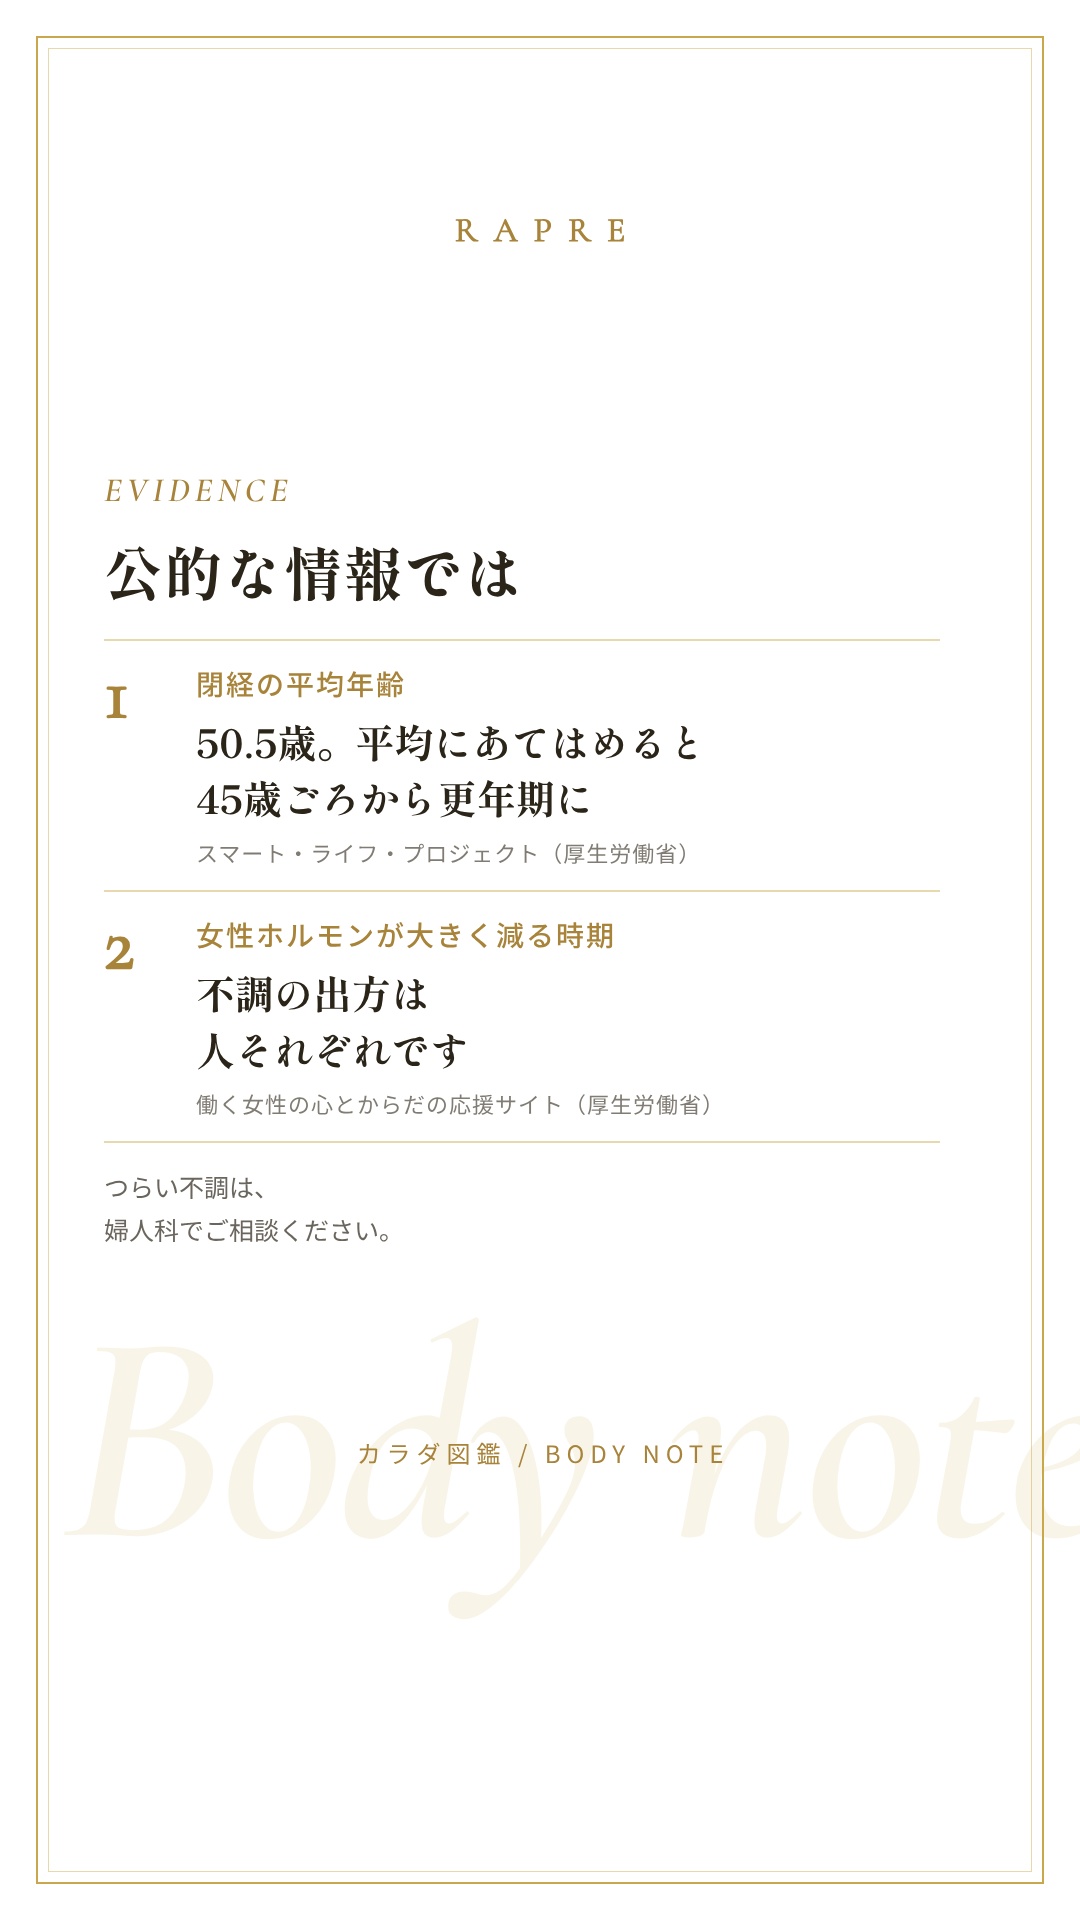 RAPRE
EVIDENCE
公的な情報では
1
閉経の平均年齢
50.5歳。平均にあてはめると
45歳ごろから更年期に
スマート・ライフ・プロジェクト（厚生労働省）
2
女性ホルモンが大きく減る時期
不調の出方は
人それぞれです
働く女性の心とからだの応援サイト（厚生労働省）
つらい不調は、
婦人科でご相談ください。
Body note
カラダ図鑑 / BODY NOTE